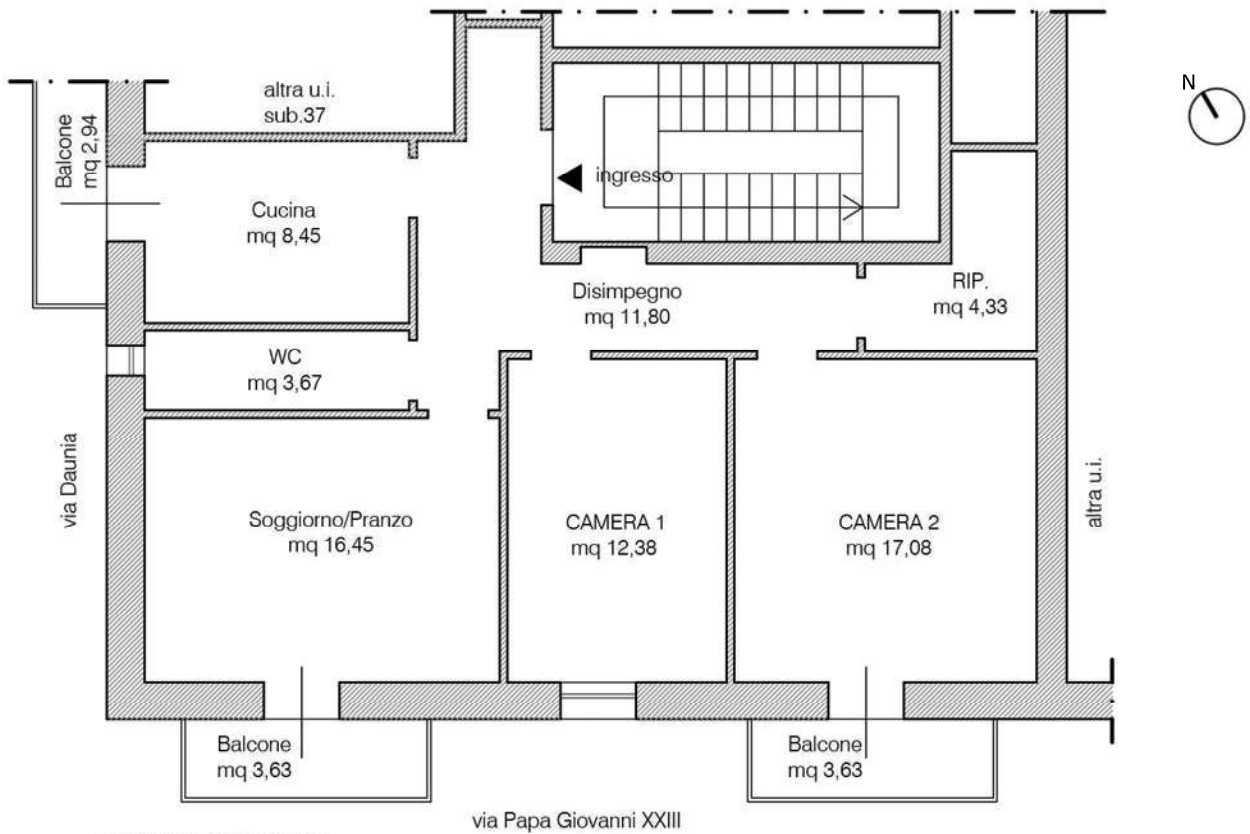 N
altra u.i.
sub.37
Balcone
mq 2,94
ingresso
Cucina
mq 8,45
RIP.
mq 4,33
Disimpegno
mq 11,80
WC
mq 3,67
via Daunia
altra u.i.
Soggiorno/Pranzo
mq 16,45
CAMERA 1
mq 12,38
CAMERA 2
mq 17,08
Balcone
mq 3,63
Balcone
mq 3,63
via Papa Giovanni XXIII